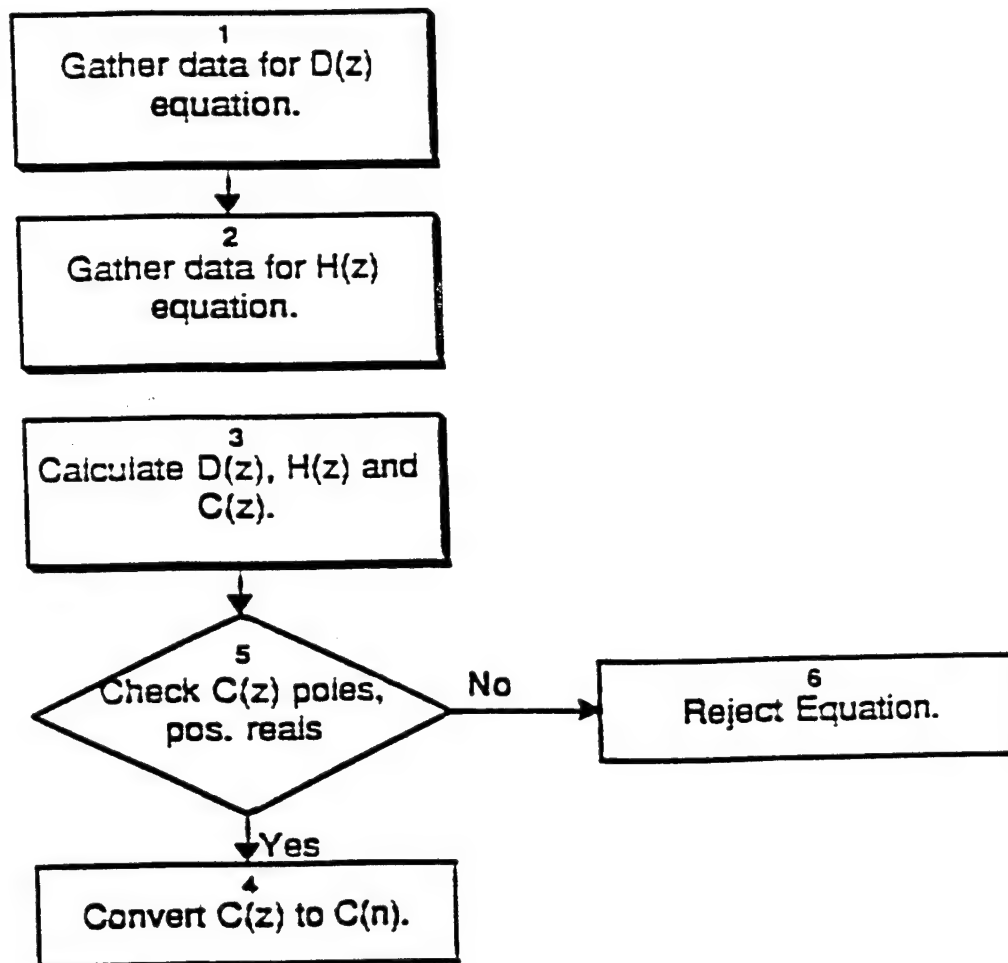 1
Gather data for D(z)
equation.
2
Gather data for H(z)
equation.
3
Calculate D(z), H(z) and
C(z).
5
Check C(z) poles,
pos. reals
No
6
Reject Equation.
Yes
4
Convert C(z) to C(n).